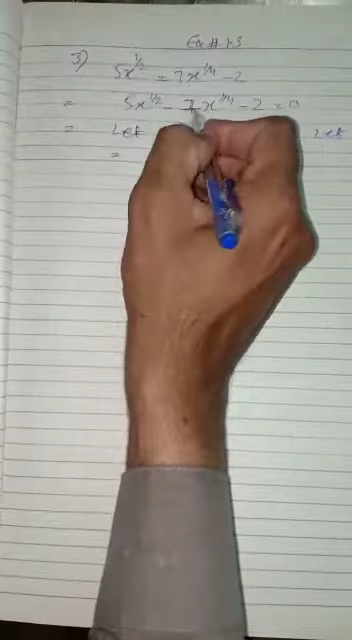 Ex # 1.3
3) 5x^1/2 = 7x^1/4 - 2
= 5x^1/2 - 7x^1/4 - 2 = 0
= Let Let
=